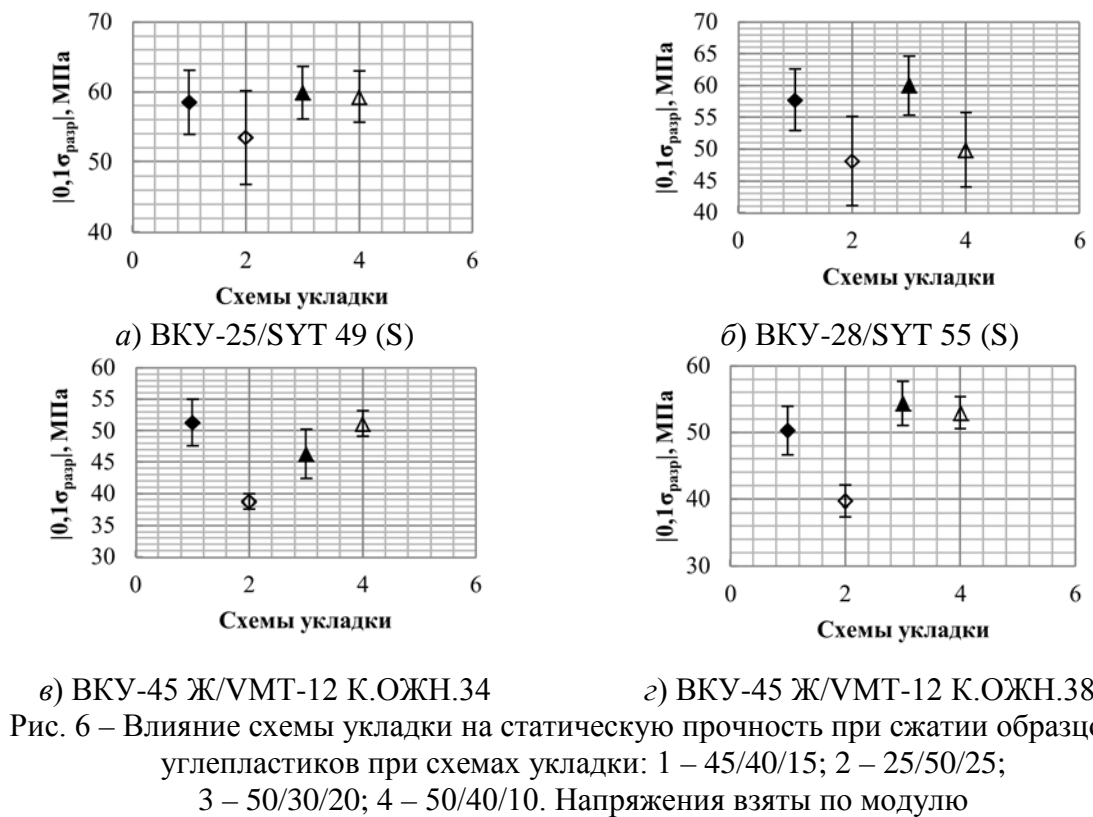 70
60
50
40
0
2
4
6
|0,1σразр|, МПа
Схемы укладки
а) ВКУ-25/SYT 49 (S)
70
65
60
55
50
45
40
0
2
4
6
|0,1σразр|, МПа
Схемы укладки
б) ВКУ-28/SYT 55 (S)
60
55
50
45
40
35
30
0
2
4
6
|0,1σразр|, МПа
Схемы укладки
в) ВКУ-45 Ж/VMT-12 К.ОЖН.34
60
50
40
30
0
2
4
6
|0,1σразр|, МПа
Схемы укладки
г) ВКУ-45 Ж/VMT-12 К.ОЖН.38
Рис. 6 – Влияние схемы укладки на статическую прочность при сжатии образцо
углепластиков при схемах укладки: 1 – 45/40/15; 2 – 25/50/25;
3 – 50/30/20; 4 – 50/40/10. Напряжения взяты по модулю